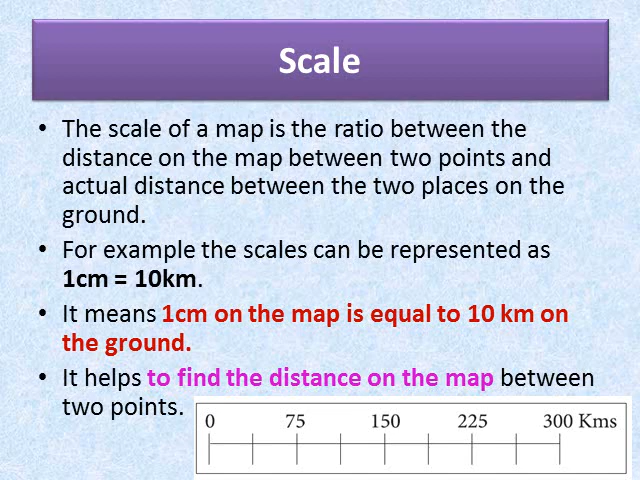 Scale
• The scale of a map is the ratio between the
distance on the map between two points and
actual distance between the two places on the
ground.
• For example the scales can be represented as
1cm = 10km.
• It means 1cm on the map is equal to 10 km on
the ground.
• It helps to find the distance on the map between
two points.
0 75 150 225 300 Kms